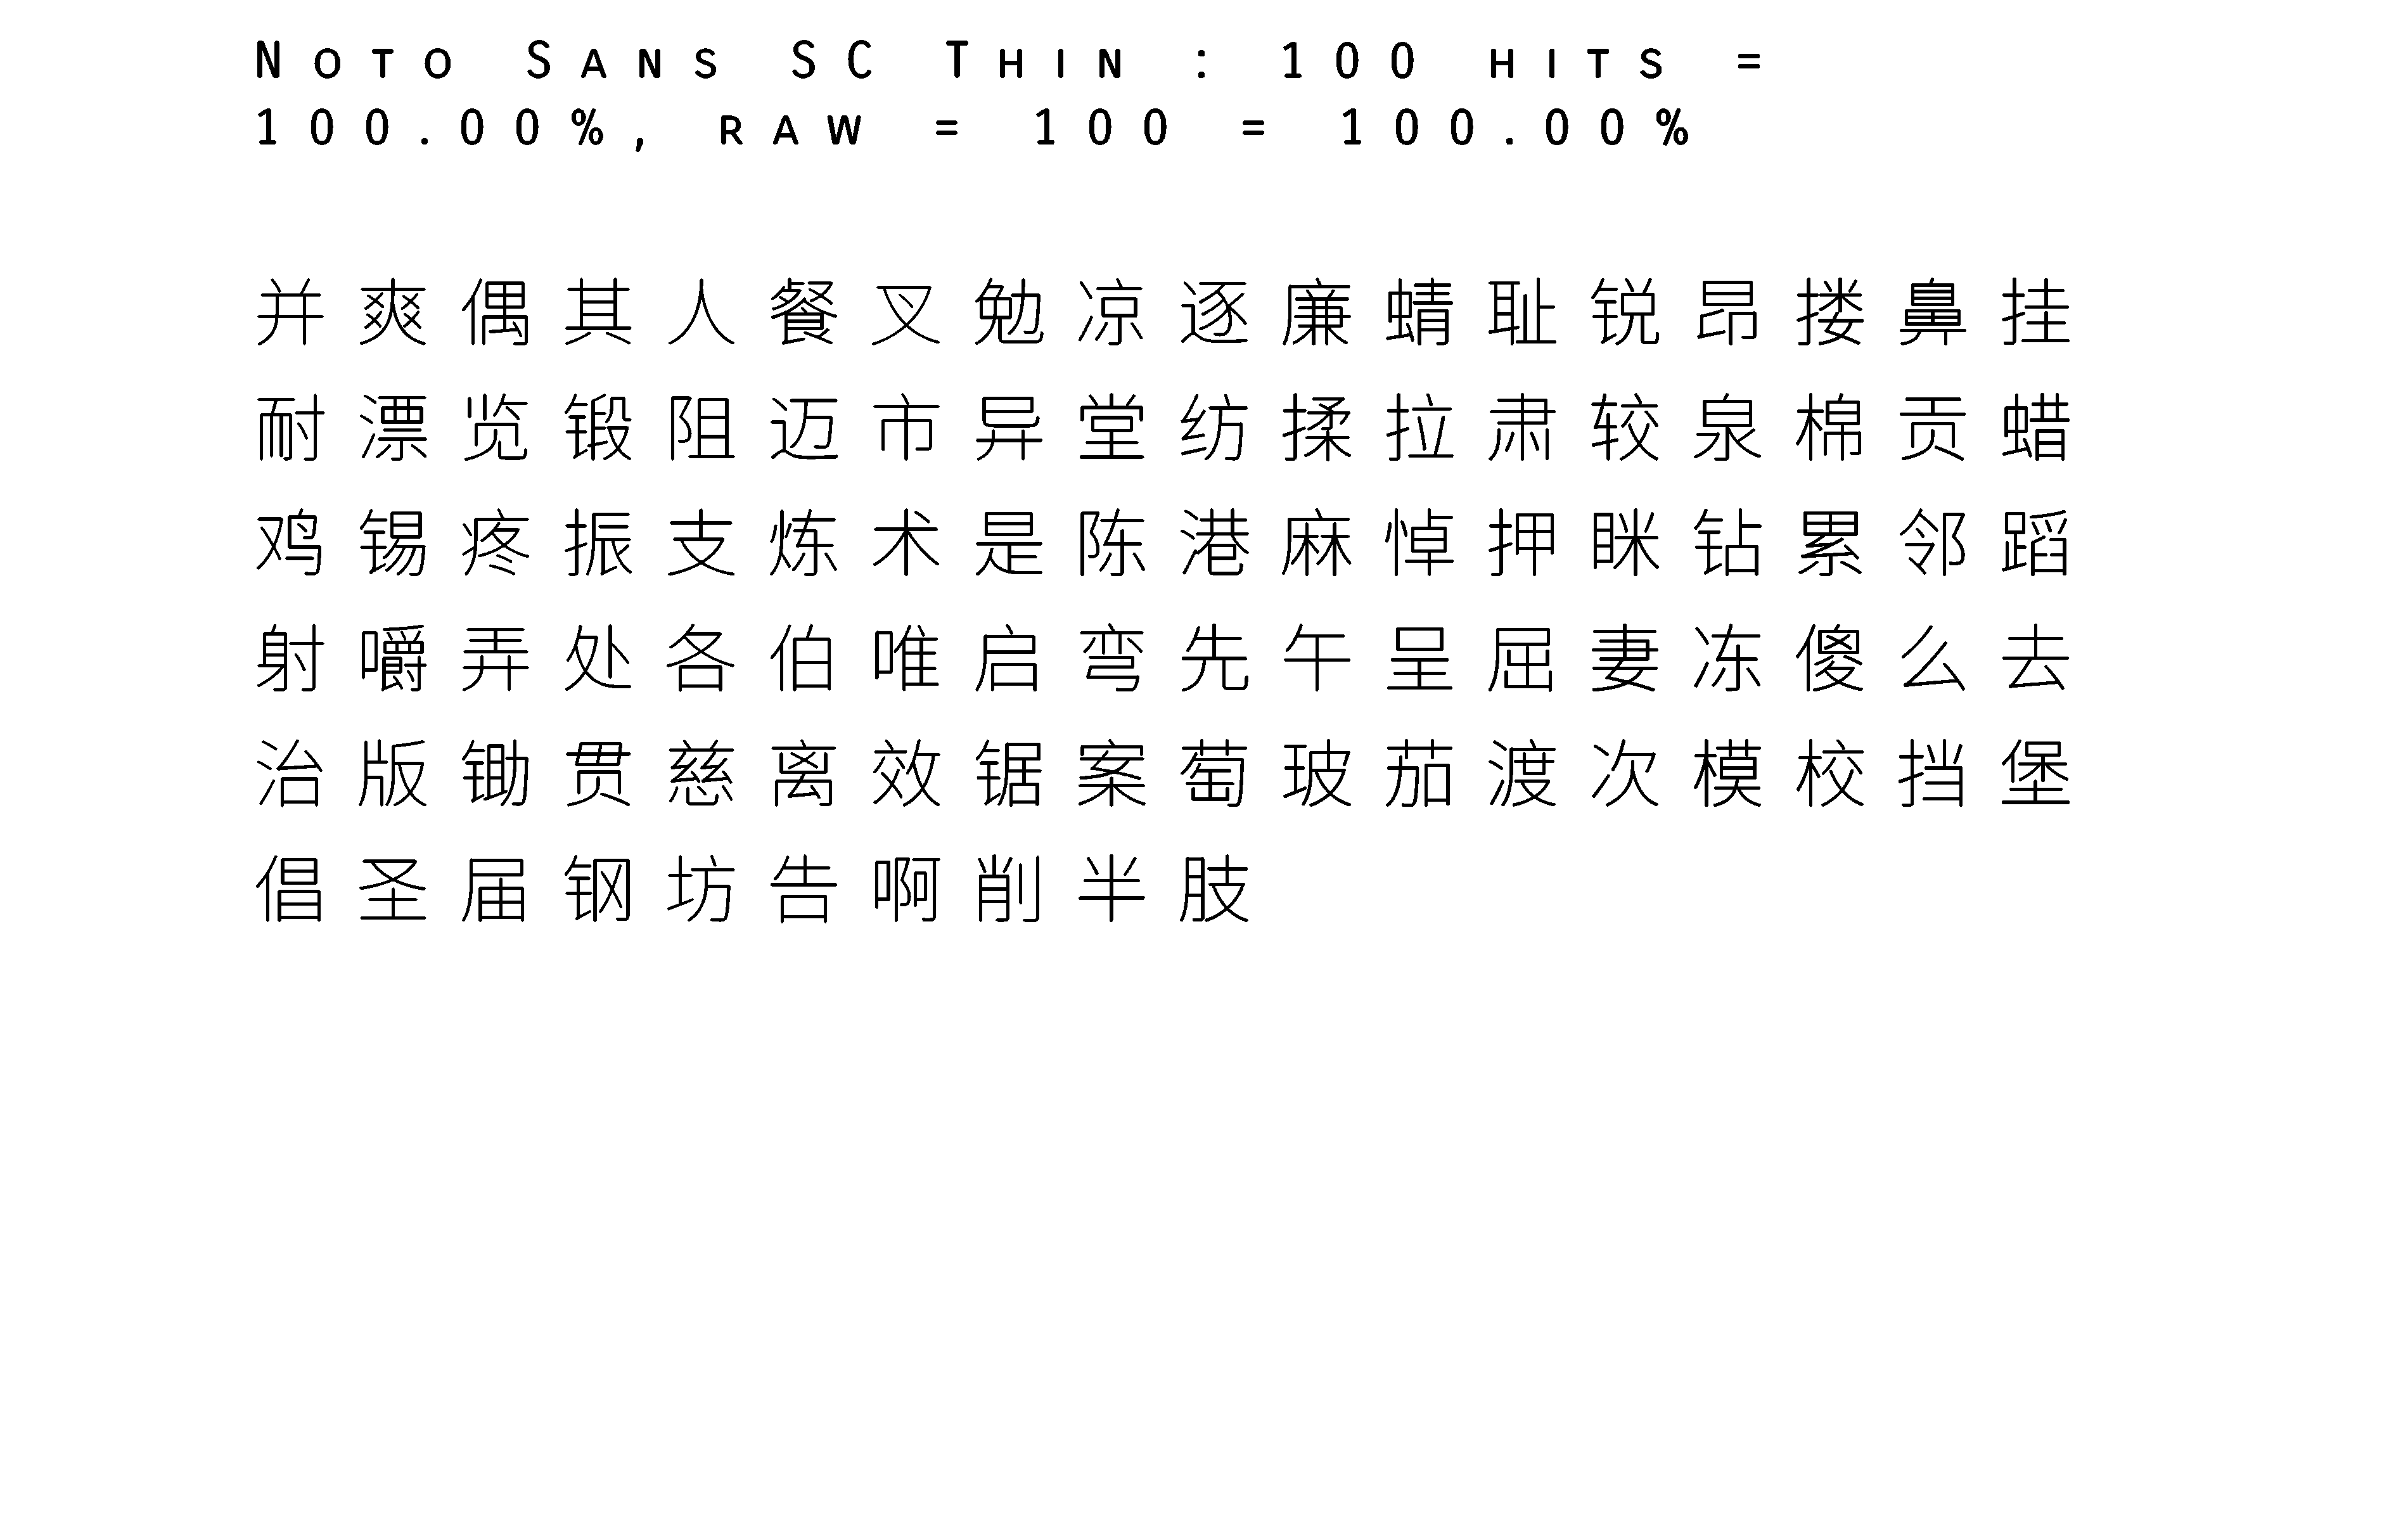 Noto Sans SC Thin : 100 hits =
100.00%, raw = 100 = 100.00%
并爽偶其人餐叉勉凉逐廉蜻耻锐昂搂鼻挂
耐漂览锻阻迈市异堂纺揉拉肃较泉棉贡蜡
鸡锡疼振支炼术是陈港麻悼押眯钻累邻蹈
射嚼弄处各伯唯启弯先午呈屈妻冻傻么去
治版锄贯慈离效锯案萄玻茄渡次模校挡堡
倡圣届钢坊告啊削半肢